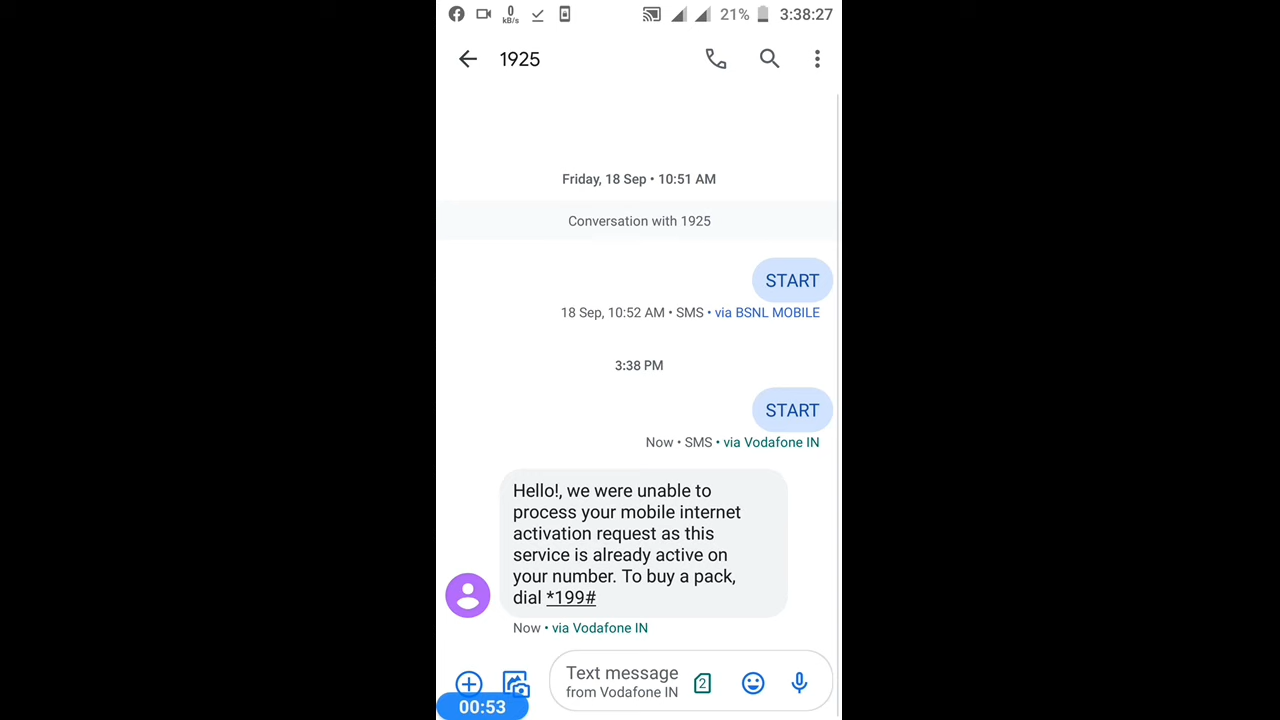 0
kB/s
21%
3:38:27
1925
Friday, 18 Sep • 10:51 AM
Conversation with 1925
START
18 Sep, 10:52 AM • SMS • via BSNL MOBILE
3:38 PM
START
Now • SMS • via Vodafone IN
Hello!, we were unable to
process your mobile internet
activation request as this
service is already active on
your number. To buy a pack,
dial *199#
Now • via Vodafone IN
Text message
from Vodafone IN
2
00:53